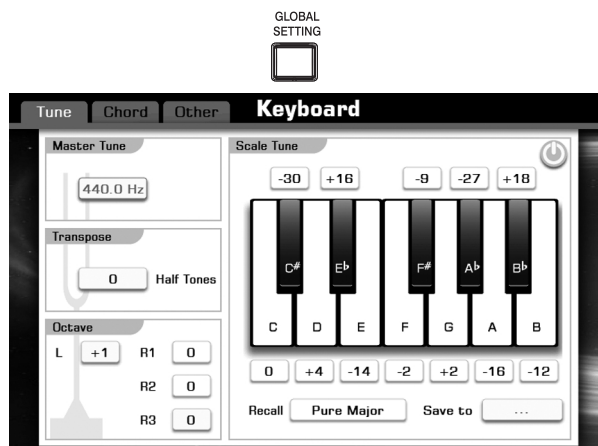 GLOBAL
SETTING
Tune Chord Other Keyboard
Master Tune
440.0 Hz
Transpose
0 Half Tones
Octave
L +1 R1 0
R2 0
R3 0
Scale Tune
-30 +16 -9 -27 +18
C# E♭ F# A♭ B♭
C D E F G A B
0 +4 -14 -2 +2 -16 -12
Recall Pure Major Save to ...